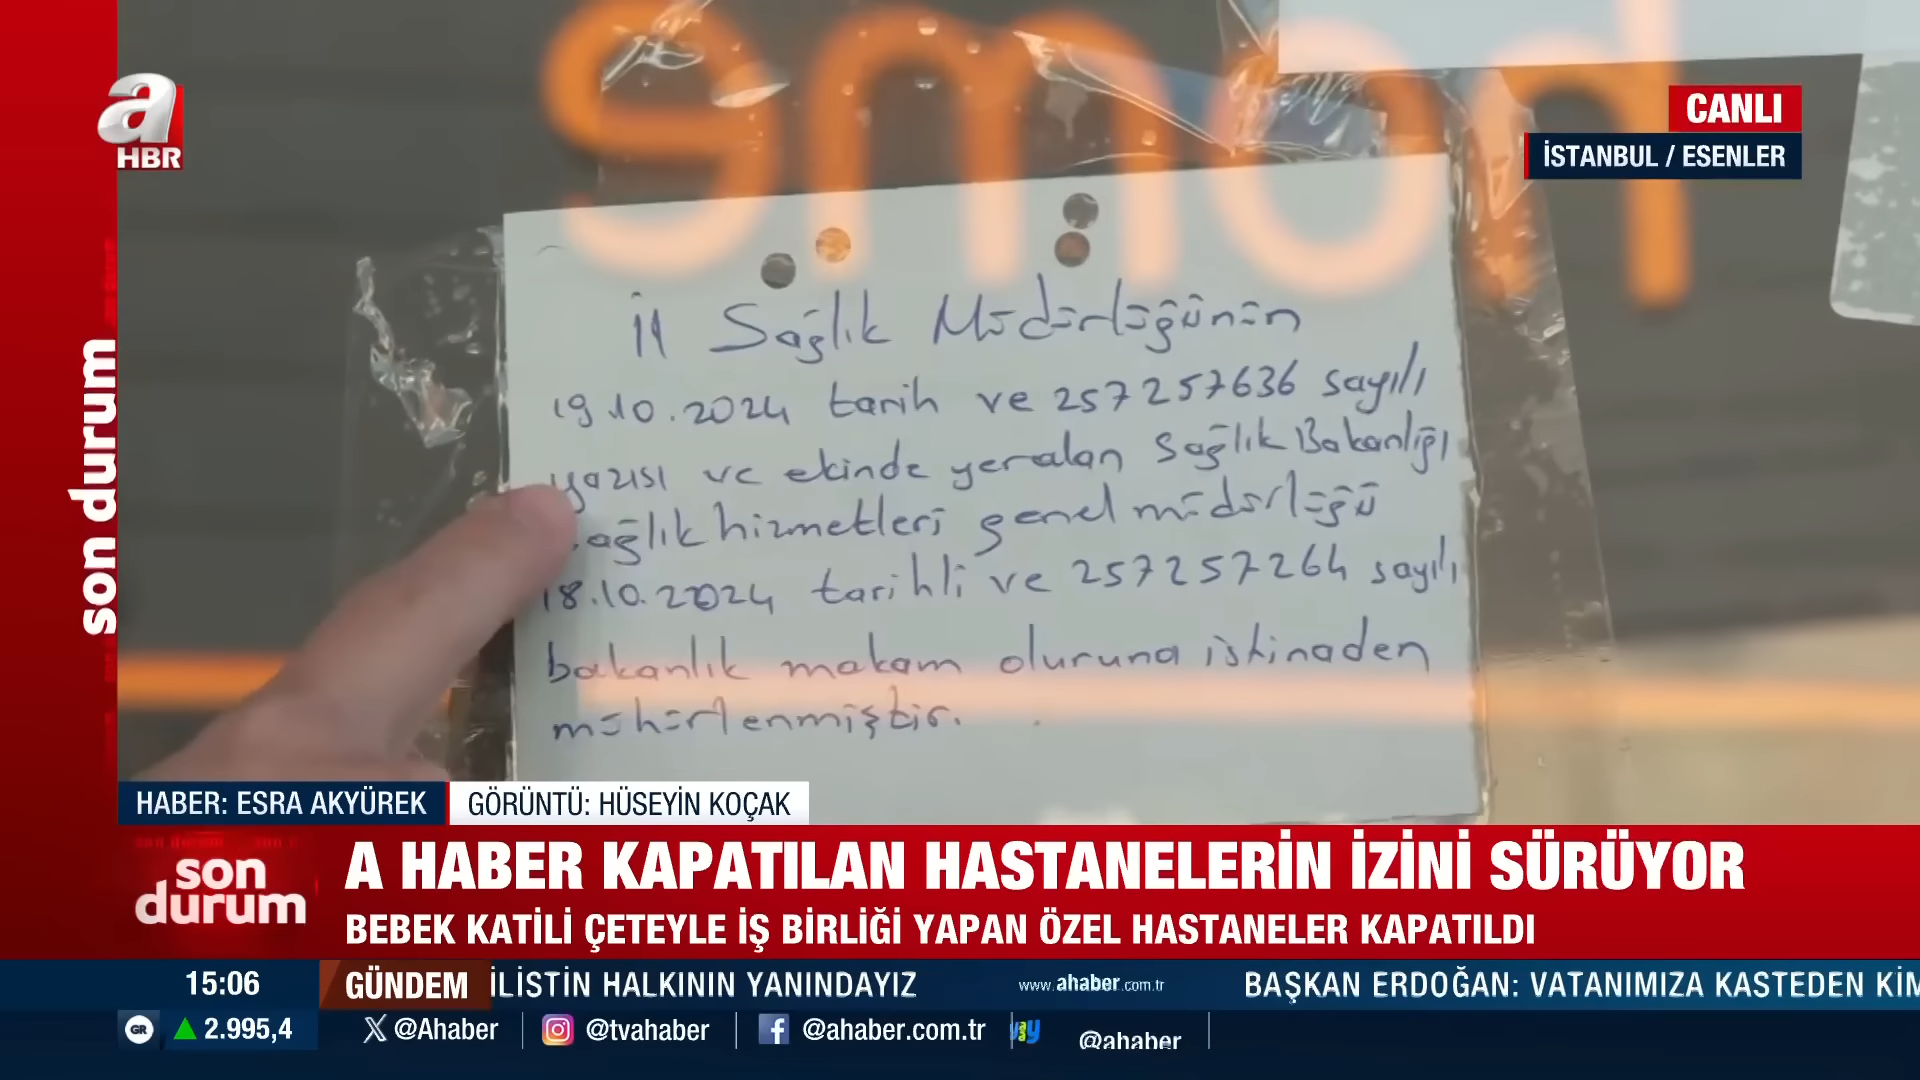 home
a
HBR
CANLI
İSTANBUL / ESENLER
son durum
İl Sağlık Müdürlüğünün
19.10.2024 tarih ve 257257636 sayılı
yazısı ve ekinde yeralan Sağlık Bakanlığı
sağlık hizmetleri genel müdürlüğü
18.10.2024 tarihli ve 257257264 sayılı
bakanlık makam oluruna istinaden
mühürlenmiştir.
HABER: ESRA AKYÜREK
GÖRÜNTÜ: HÜSEYİN KOÇAK
son durum
A HABER KAPATILAN HASTANELERİN İZİNİ SÜRÜYOR
BEBEK KATİLİ ÇETEYLE İŞ BİRLİĞİ YAPAN ÖZEL HASTANELER KAPATILDI
15:06
GÜNDEM
İLİSTİN HALKININ YANINDAYIZ
www.ahaber.com.tr
BAŞKAN ERDOĞAN: VATANIMIZA KASTEDEN KİM
GR ▲ 2.995,4
@Ahaber
@tvahaber
@ahaber.com.tr
@ahaber